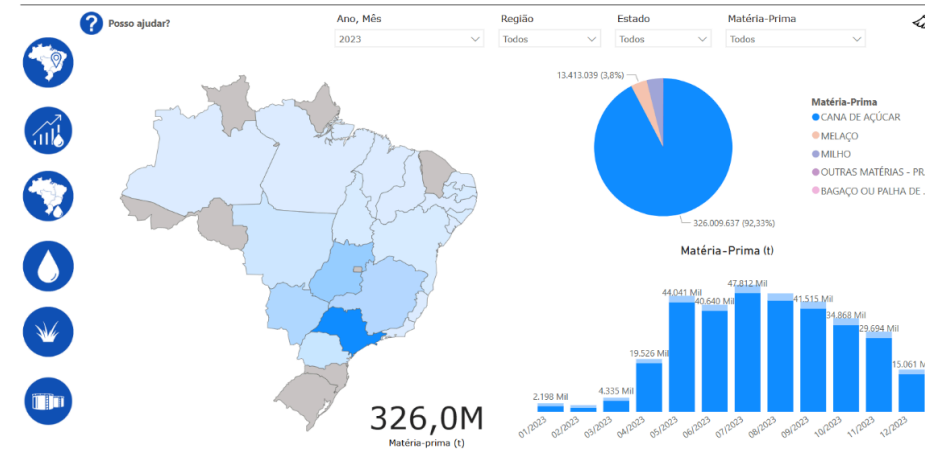 Posso ajudar?
Ano, Mês
2023
Região
Todos
Estado
Todos
Matéria-Prima
Todos
13.413.039 (3,8%)
326.009.637 (92,33%)
Matéria-Prima
CANA DE AÇÚCAR
MELAÇO
MILHO
OUTRAS MATÉRIAS - PR
BAGAÇO OU PALHA DE ..
Matéria-Prima (t)
2.198 Mil
4.335 Mil
19.526 Mil
44.041 Mil
40.640 Mil
47.812 Mil
41.515 Mil
34.868 Mil
29.694 Mil
15.061 M
01/2023
02/2023
03/2023
04/2023
05/2023
06/2023
07/2023
08/2023
09/2023
10/2023
11/2023
12/2023
326,0M
Matéria-prima (t)